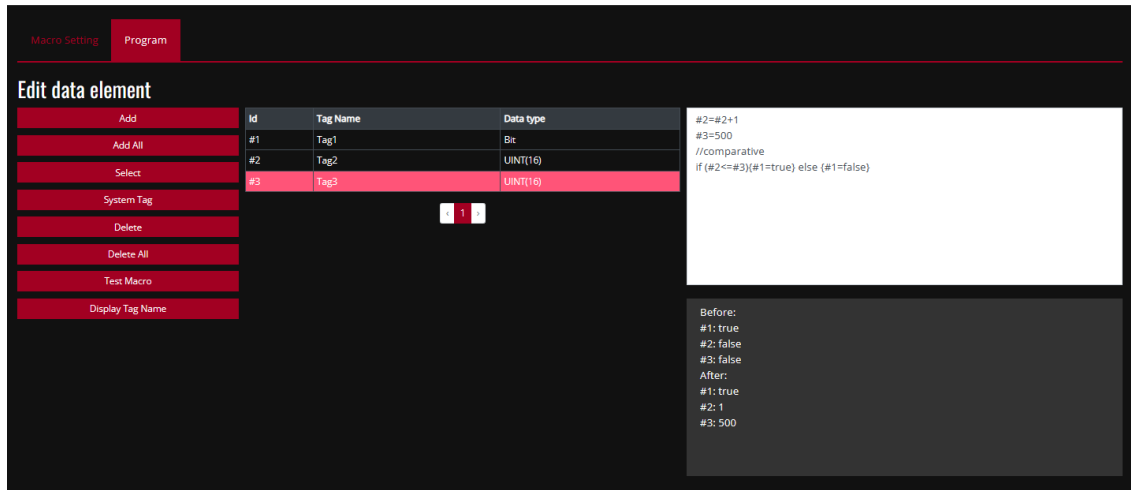 Macro Setting Program
Edit data element
Add
Add All
Select
System Tag
Delete
Delete All
Test Macro
Display Tag Name
Id Tag Name Data type
#1 Tag1 Bit
#2 Tag2 UINT(16)
#3 Tag3 UINT(16)
‹ 1 ›
#2=#2+1
#3=500
//comparative
if (#2<=#3){#1=true} else {#1=false}
Before:
#1: true
#2: false
#3: false
After:
#1: true
#2: 1
#3: 500